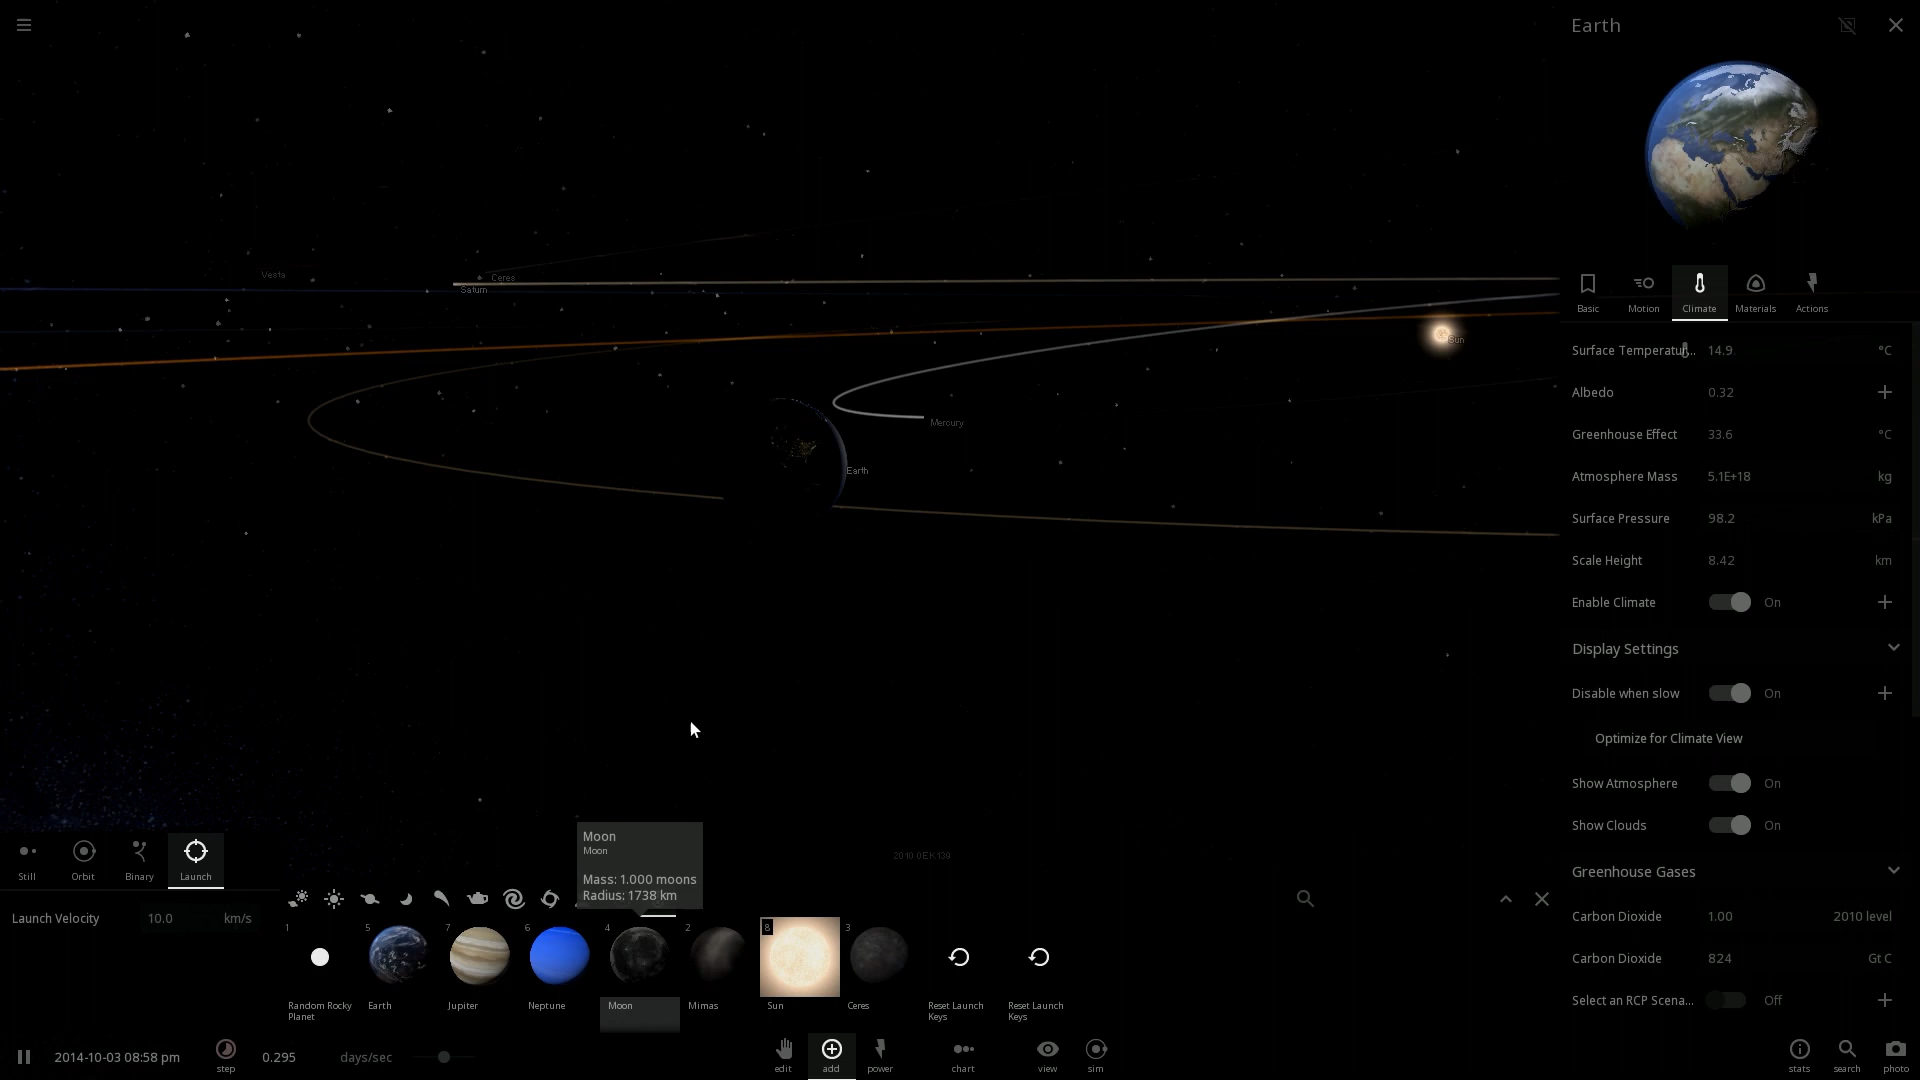 Earth
Basic
Motion
Climate
Materials
Actions
Surface Temperatur... 14.9 °C
Albedo 0.32
Greenhouse Effect 33.6 °C
Atmosphere Mass 5.1E+18 kg
Surface Pressure 98.2 kPa
Scale Height 8.42 km
Enable Climate On
Display Settings
Disable when slow On
Optimize for Climate View
Show Atmosphere On
Show Clouds On
Greenhouse Gases
Carbon Dioxide 1.00 2010 level
Carbon Dioxide 824 Gt C
Select an RCP Scena... Off
Vesta
Ceres
Saturn
Sun
Mercury
Earth
Moon
Moon
Mass: 1.000 moons
Radius: 1738 km
Still
Orbit
Binary
Launch
Launch Velocity 10.0 km/s
1
5
7
6
4
2
8
3
Random Rocky
Planet
Earth
Jupiter
Neptune
Moon
Mimas
Sun
Ceres
Reset Launch
Keys
Reset Launch
Keys
2014-10-03 08:58 pm
step
0.295 days/sec
edit
add
power
chart
view
sim
stats
search
photo